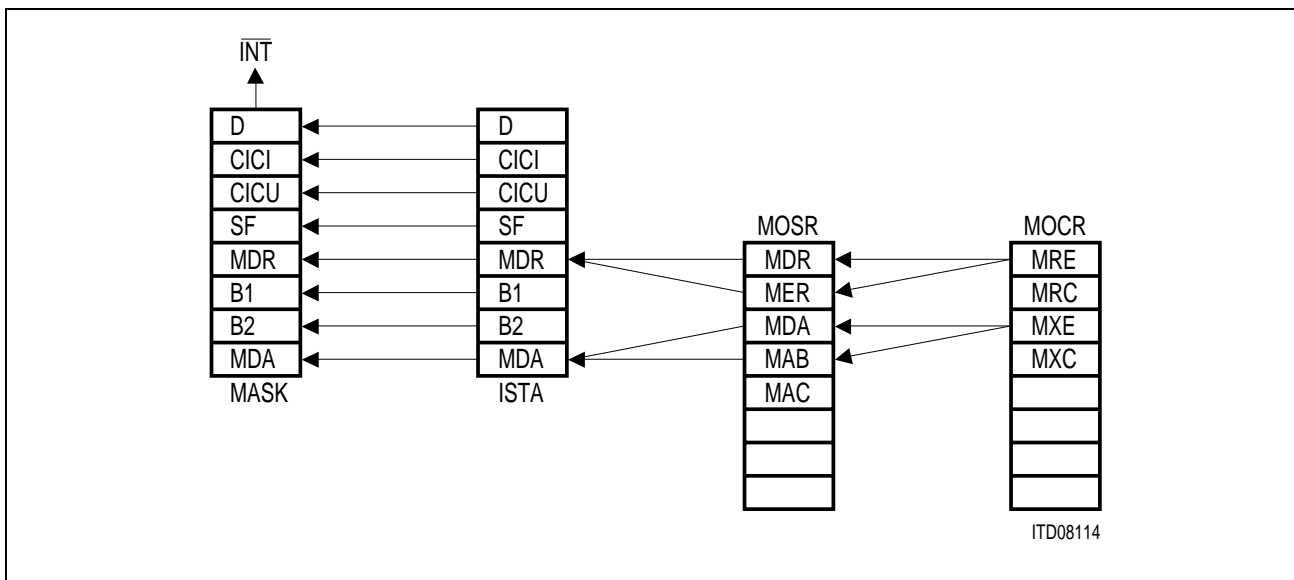 INT
D
CICI
CICU
SF
MDR
B1
B2
MDA
MASK
D
CICI
CICU
SF
MDR
B1
B2
MDA
ISTA
MOSR
MDR
MER
MDA
MAB
MAC
MOCR
MRE
MRC
MXE
MXC
ITD08114